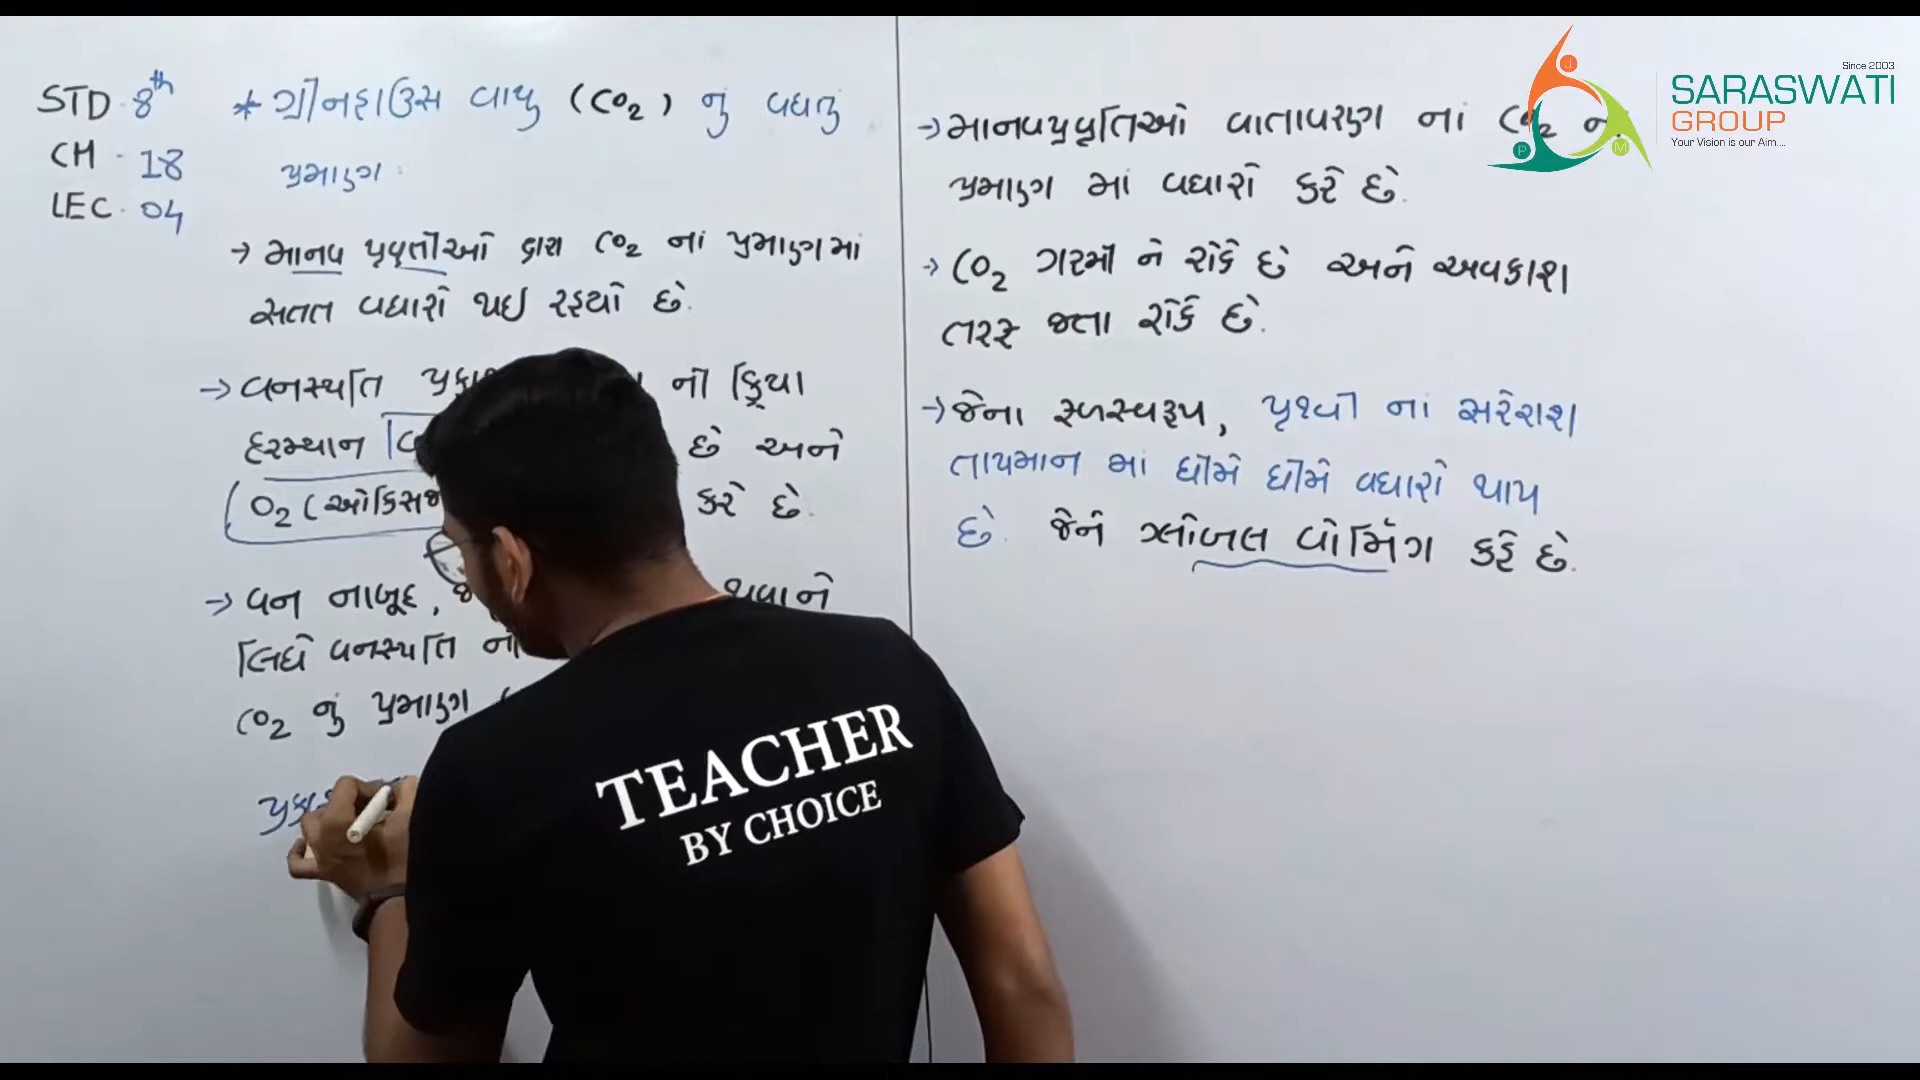 STD 8th
CH - 18
LEC. 04
* ગ્રીનહાઉસ વાયુ (CO2) નું વધતુ
પ્રમાણ :
→ માનવ પ્રવૃતીઓ દ્વારા CO2 નાં પ્રમાણમાં
સતત વધારો થઇ રહયો છે.
→ વનસ્પતિ ની ક્રિયા
દરમ્યાન છે અને
O2 (ઓકિસજ કરે છે.
→ વન નાબૂદ, થવાને
લિધે વનસ્પતિ
CO2 નું પ્રમાણ
→ માનવપ્રવૃતિઓ વાતાવરણ નાં CO2
પ્રમાણ માં વધારો કરે છે.
→ CO2 ગરમી ને રોકે છે અને અવકાશ
તરફ જતા રોકે છે.
→ જેના ફળસ્વરૂપ, પૃથ્વી નાં સરેરાશ
તાપમાન માં ધીમે ધીમે વધારો થાય
છે. જેને ગ્લોબલ વોર્મિંગ કહે છે.
Since 2003
SARASWATI
GROUP
Your Vision is our Aim....
J
P
M
TEACHER
BY CHOICE